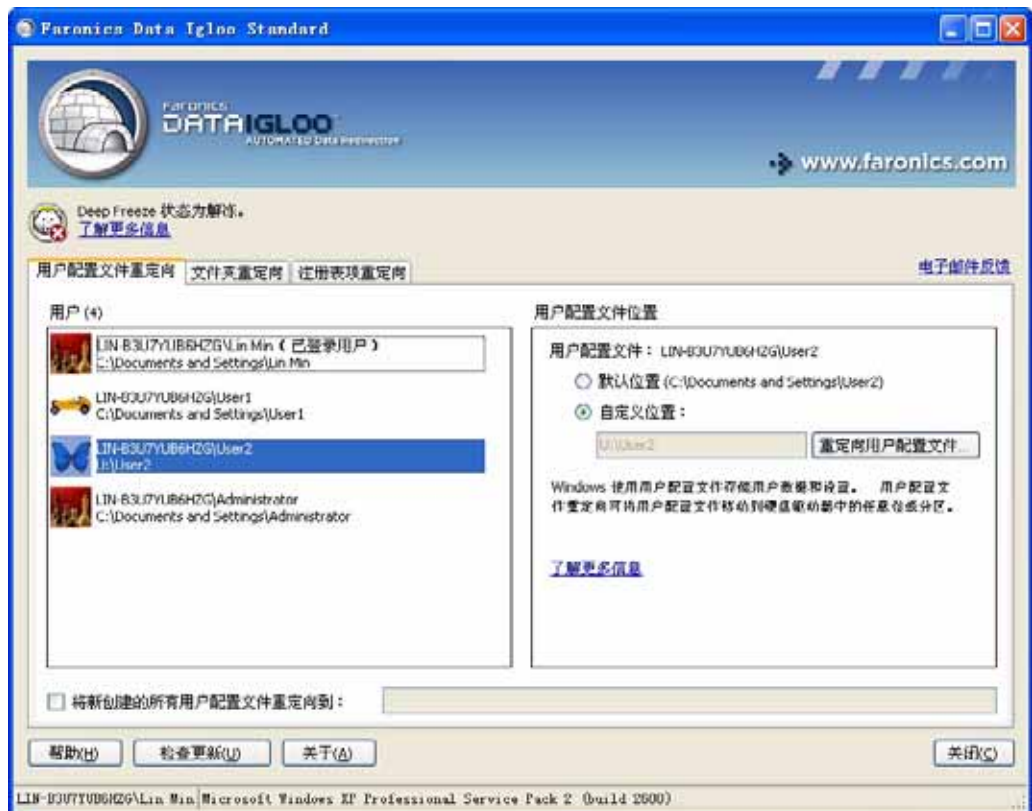 Faronics Data Igloo Standard
Faronics
DATAIGLOO
AUTOMATED Data Redirection
www.faronics.com
Deep Freeze 状态为解冻。
了解更多信息
用户配置文件重定向 文件夹重定向 注册表项重定向
电子邮件反馈
用户 (4)
LIN-B3U7YUB6HZG\Lin Min ( 已登录用户 )
C:\Documents and Settings\Lin Min
LIN-B3U7YUB6HZG\User1
C:\Documents and Settings\User1
LIN-B3U7YUB6HZG\User2
U:\User2
LIN-B3U7YUB6HZG\Administrator
C:\Documents and Settings\Administrator
用户配置文件位置
用户配置文件： LIN-B3U7YUB6HZG\User2
默认位置 (C:\Documents and Settings\User2)
自定义位置：
U:\User2 重定向用户配置文件...
Windows 使用用户配置文件存储用户数据和设置。 用户配置文
件重定向可将用户配置文件移动到硬盘驱动器中的任意卷或分区。
了解更多信息
将新创建的所有用户配置文件重定向到：
帮助(H) 检查更新(U) 关于(A) 关闭(C)
LIN-B3U7YUB6HZG\Lin Min Microsoft Windows XP Professional Service Pack 2 (build 2600)